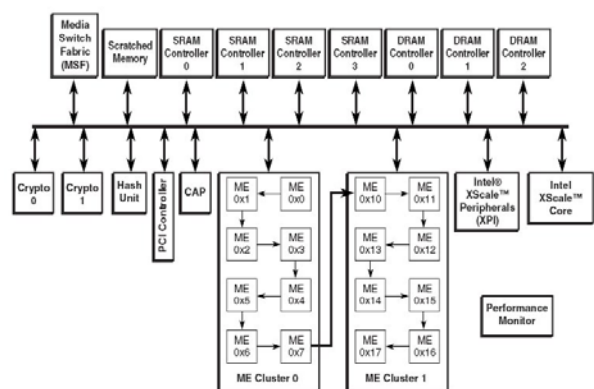 Media
Switch
Fabric
(MSF)
Scratched
Memory
SRAM
Controller
0
SRAM
Controller
1
SRAM
Controller
2
SRAM
Controller
3
DRAM
Controller
0
DRAM
Controller
1
DRAM
Controller
2
Crypto
0
Crypto
1
Hash
Unit
PCI Controller
CAP
ME
0x1
ME
0x0
ME
0x2
ME
0x3
ME
0x5
ME
0x4
ME
0x6
ME
0x7
ME Cluster 0
ME
0x10
ME
0x11
ME
0x13
ME
0x12
ME
0x14
ME
0x15
ME
0x17
ME
0x16
ME Cluster 1
Intel®
XScale™
Peripherals
(XPI)
Intel
XScale™
Core
Performance
Monitor